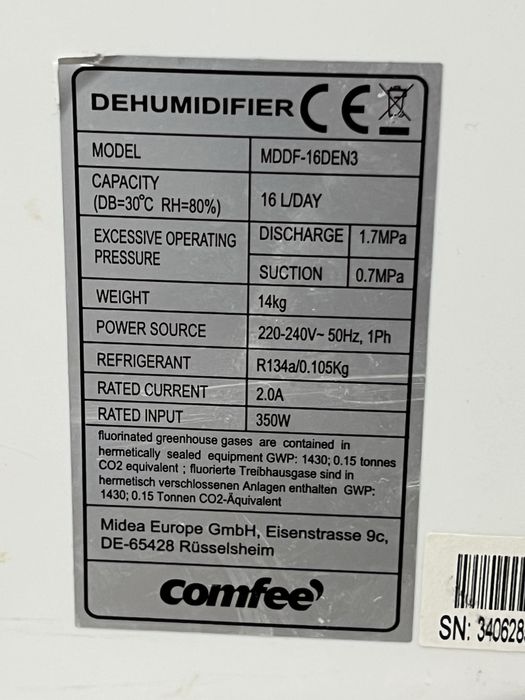 DEHUMIDIFIER CE
MODEL MDDF-16DEN3
CAPACITY
(DB=30℃ RH=80%) 16 L/DAY
EXCESSIVE OPERATING PRESSURE DISCHARGE 1.7MPa
SUCTION 0.7MPa
WEIGHT 14kg
POWER SOURCE 220-240V~ 50Hz, 1Ph
REFRIGERANT R134a/0.105Kg
RATED CURRENT 2.0A
RATED INPUT 350W
fluorinated greenhouse gases are contained in
hermetically sealed equipment GWP: 1430; 0.15 tonnes
CO2 equivalent ; fluorierte Treibhausgase sind in
hermetisch verschlossenen Anlagen enthalten GWP:
1430; 0.15 Tonnen CO2-Äquivalent
Midea Europe GmbH, Eisenstrasse 9c,
DE-65428 Rüsselsheim
comfee'
SN: 340628